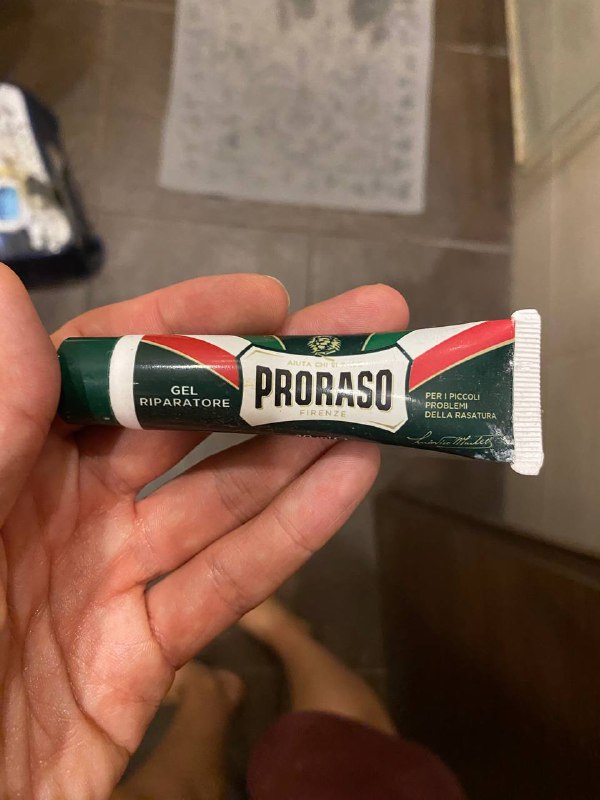 GEL
RIPARATORE
AIUTA CHI SI
PRORASO
FIRENZE
PER I PICCOLI
PROBLEMI
DELLA RASATURA